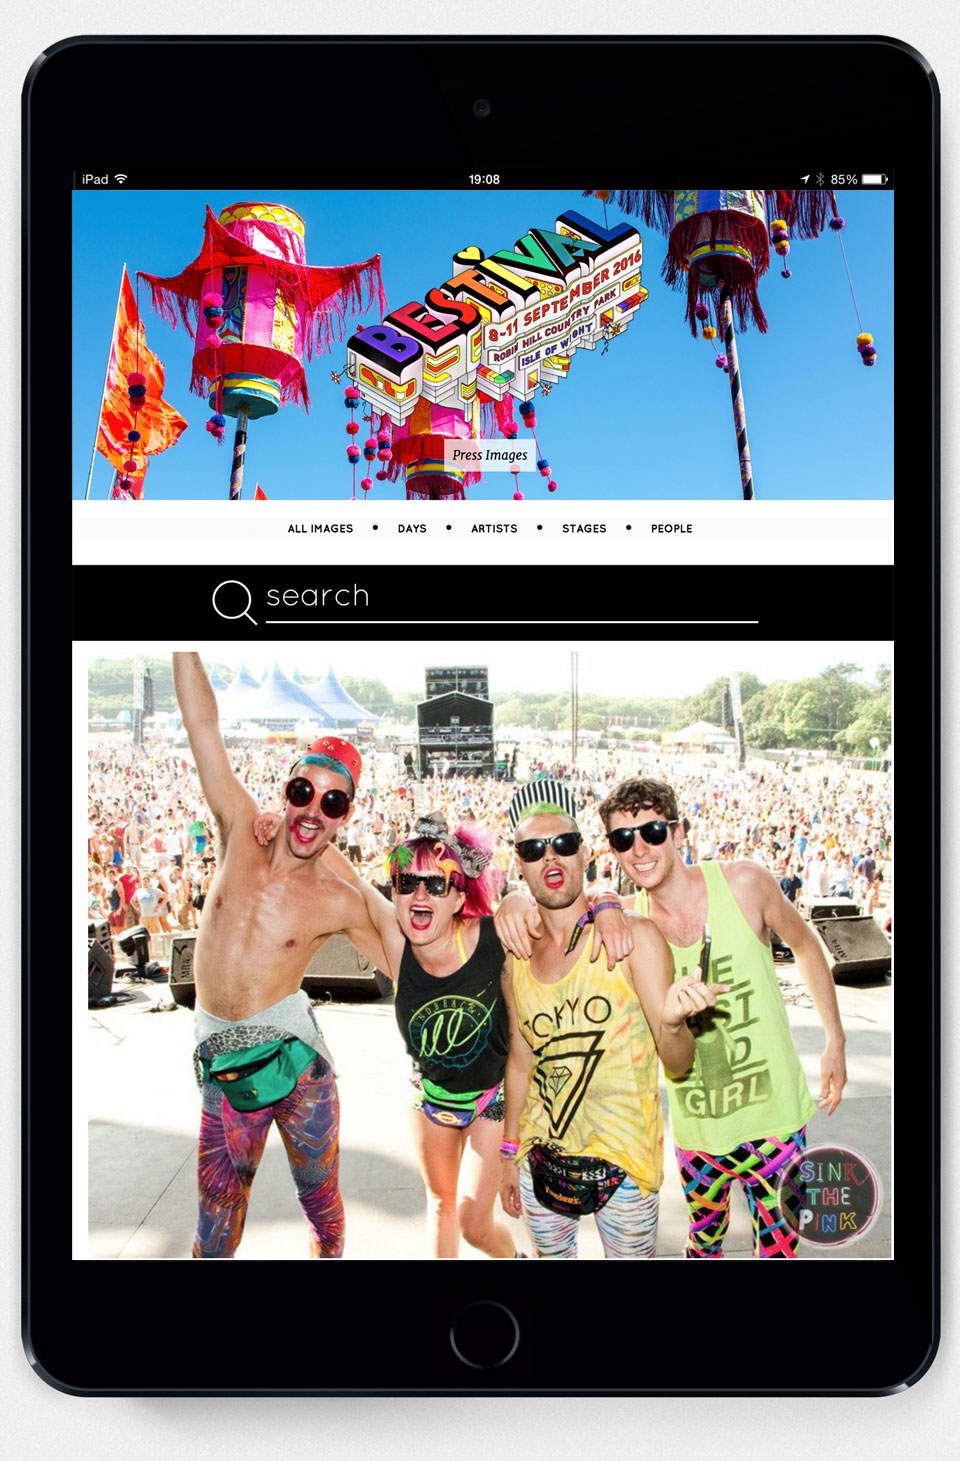 iPad 19:08 85%
BESTIVAL
8-11 SEPTEMBER 2016
ROBIN HILL COUNTRY PARK
ISLE OF WIGHT
Press Images
ALL IMAGES • DAYS • ARTISTS • STAGES • PEOPLE
search
TOKYO
GIRL
SINK
THE
PINK